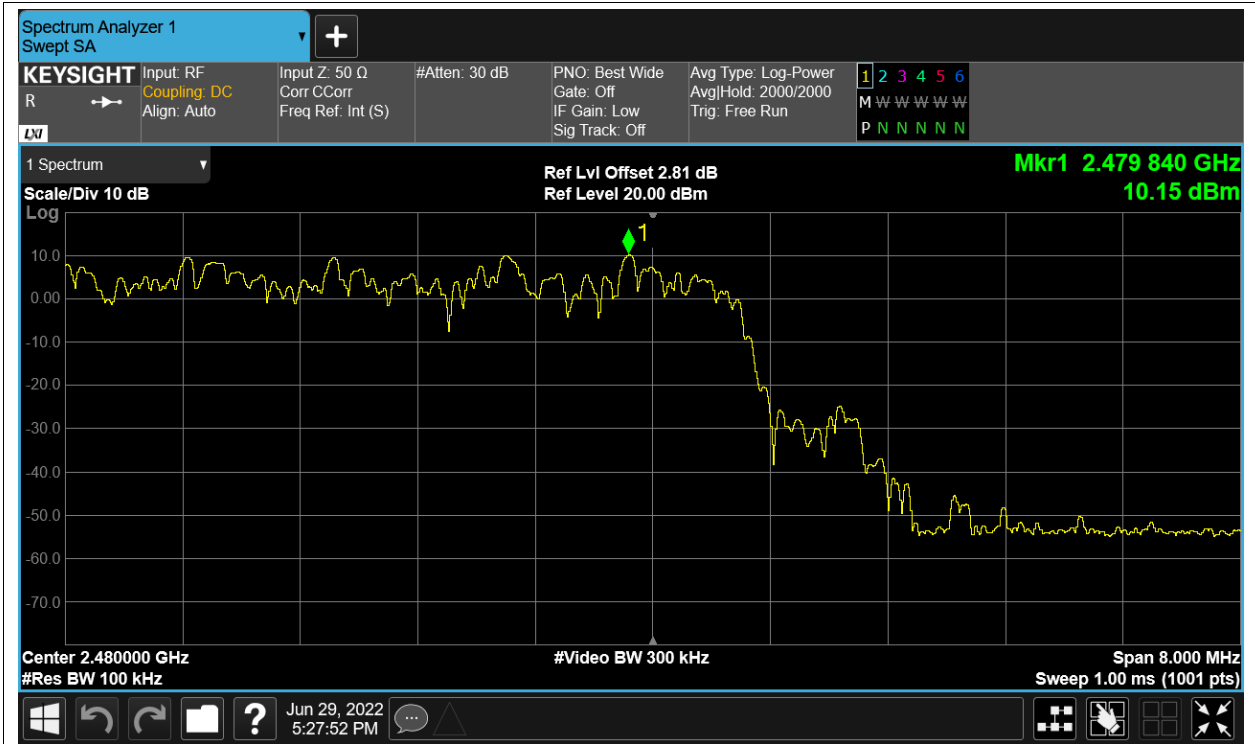 Spectrum Analyzer 1
Swept SA
KEYSIGHT
R
LXI
Input: RF
Coupling: DC
Align: Auto
Input Z: 50 Ω
Corr CCorr
Freq Ref: Int (S)
#Atten: 30 dB
PNO: Best Wide
Gate: Off
IF Gain: Low
Sig Track: Off
Avg Type: Log-Power
Avg|Hold: 2000/2000
Trig: Free Run
1 2 3 4 5 6
M W W W W W
P N N N N N
1 Spectrum
Scale/Div 10 dB
Log
Ref Lvl Offset 2.81 dB
Ref Level 20.00 dBm
Mkr1 2.479 840 GHz
10.15 dBm
1
10.0
0.00
-10.0
-20.0
-30.0
-40.0
-50.0
-60.0
-70.0
Center 2.480000 GHz
#Res BW 100 kHz
#Video BW 300 kHz
Span 8.000 MHz
Sweep 1.00 ms (1001 pts)
?
Jun 29, 2022
5:27:52 PM